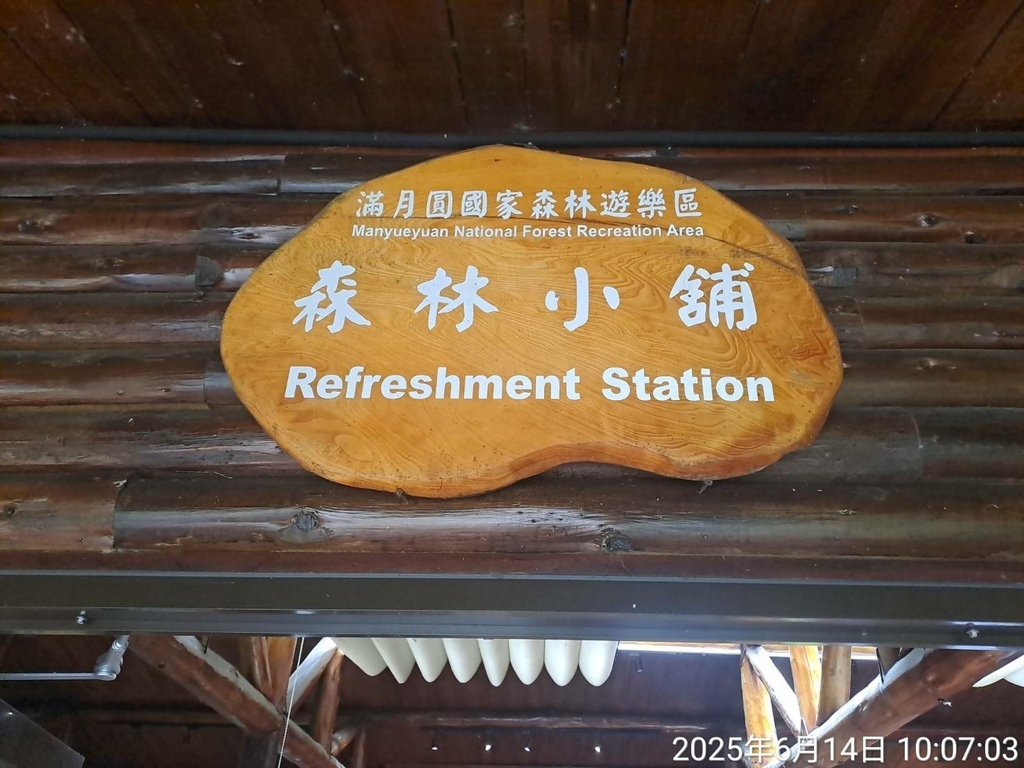 滿月圓國家森林遊樂區
Manyueyuan National Forest Recreation Area
森林小舖
Refreshment Station
2025年6月14日 10:07:03